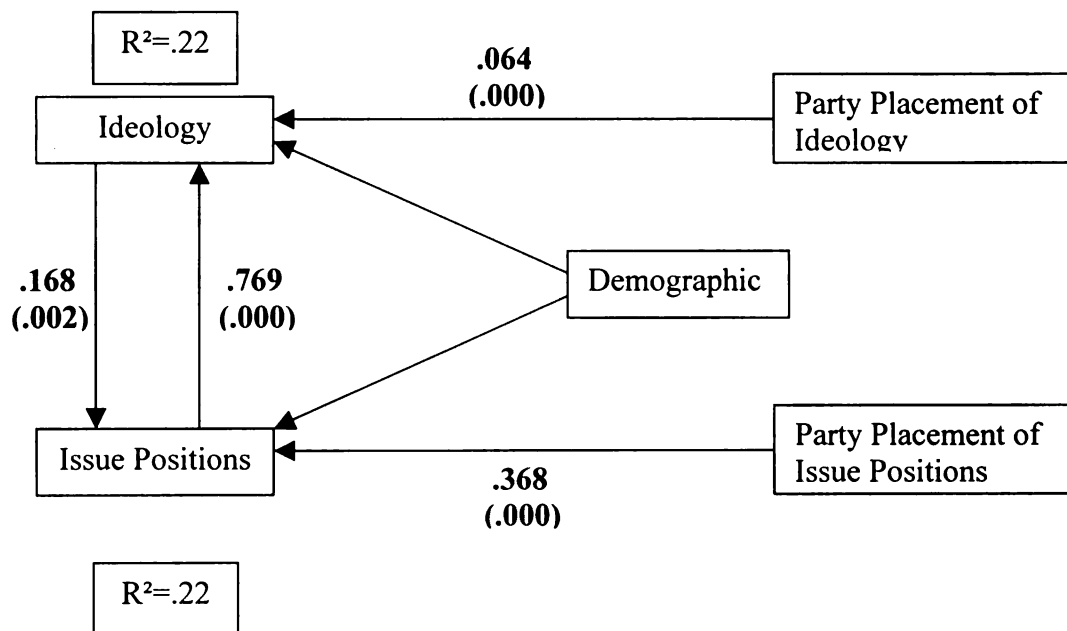 R²=.22
.064
(.000)
Party Placement of
Ideology
Ideology
.168
(.002)
.769
(.000)
Demographic
Issue Positions
Party Placement of
Issue Positions
.368
(.000)
R²=.22